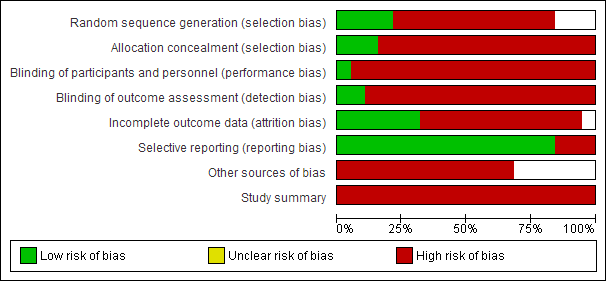 Random sequence generation (selection bias)
Allocation concealment (selection bias)
Blinding of participants and personnel (performance bias)
Blinding of outcome assessment (detection bias)
Incomplete outcome data (attrition bias)
Selective reporting (reporting bias)
Other sources of bias
Study summary
0% 25% 50% 75% 100%
Low risk of bias Unclear risk of bias High risk of bias